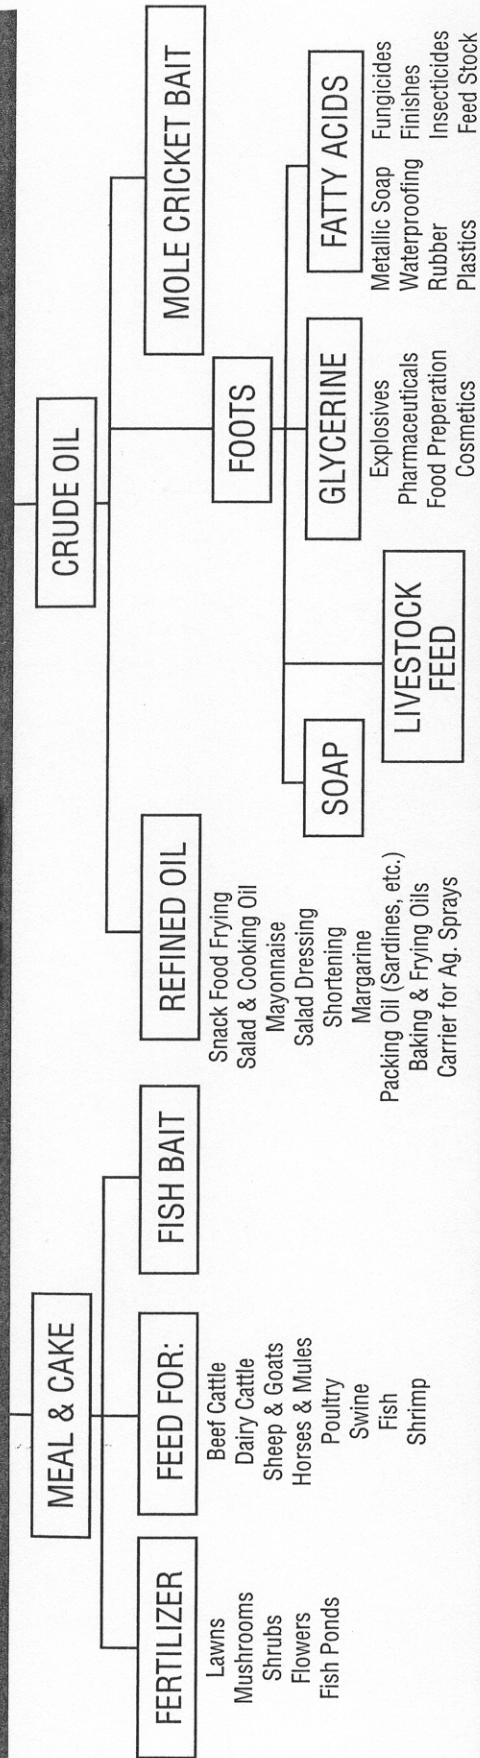 MEAL & CAKE
CRUDE OIL
FERTILIZER
Lawns
Mushrooms
Shrubs
Flowers
Fish Ponds
FEED FOR:
Beef Cattle
Dairy Cattle
Sheep & Goats
Horses & Mules
Poultry
Swine
Fish
Shrimp
FISH BAIT
REFINED OIL
Snack Food Frying
Salad & Cooking Oil
Mayonnaise
Salad Dressing
Shortening
Margarine
Packing Oil (Sardines, etc.)
Baking & Frying Oils
Carrier for Ag. Sprays
MOLE CRICKET BAIT
FOOTS
SOAP
LIVESTOCK
FEED
GLYCERINE
Explosives
Pharmaceuticals
Food Preperation
Cosmetics
FATTY ACIDS
Metallic Soap
Waterproofing
Rubber
Plastics
Fungicides
Finishes
Insecticides
Feed Stock